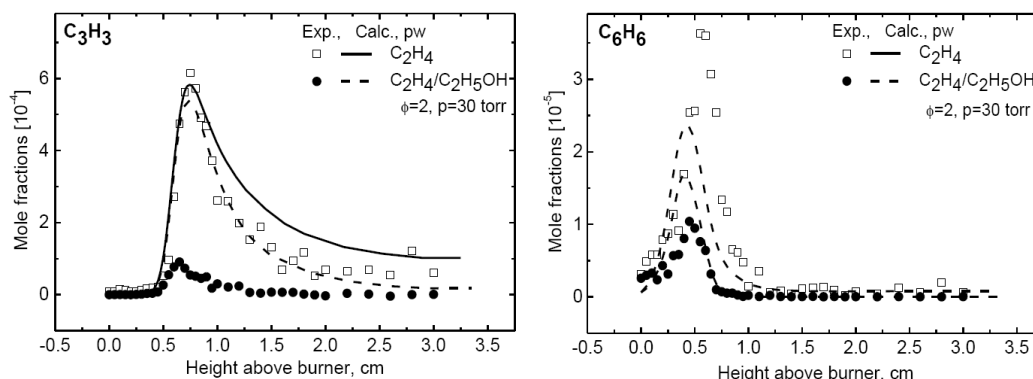 C₃H₃
Exp., Calc., pw
C₂H₄
C₂H₄/C₂H₅OH
ϕ=2, p=30 torr
Mole fractions [10⁻⁴]
6
4
2
0
-0.5 0.0 0.5 1.0 1.5 2.0 2.5 3.0 3.5
Height above burner, cm
C₆H₆
Exp., Calc., pw
C₂H₄
C₂H₄/C₂H₅OH
ϕ=2, p=30 torr
Mole fractions [10⁻⁵]
3
2
1
0
-0.5 0.0 0.5 1.0 1.5 2.0 2.5 3.0 3.5
Height above burner, cm